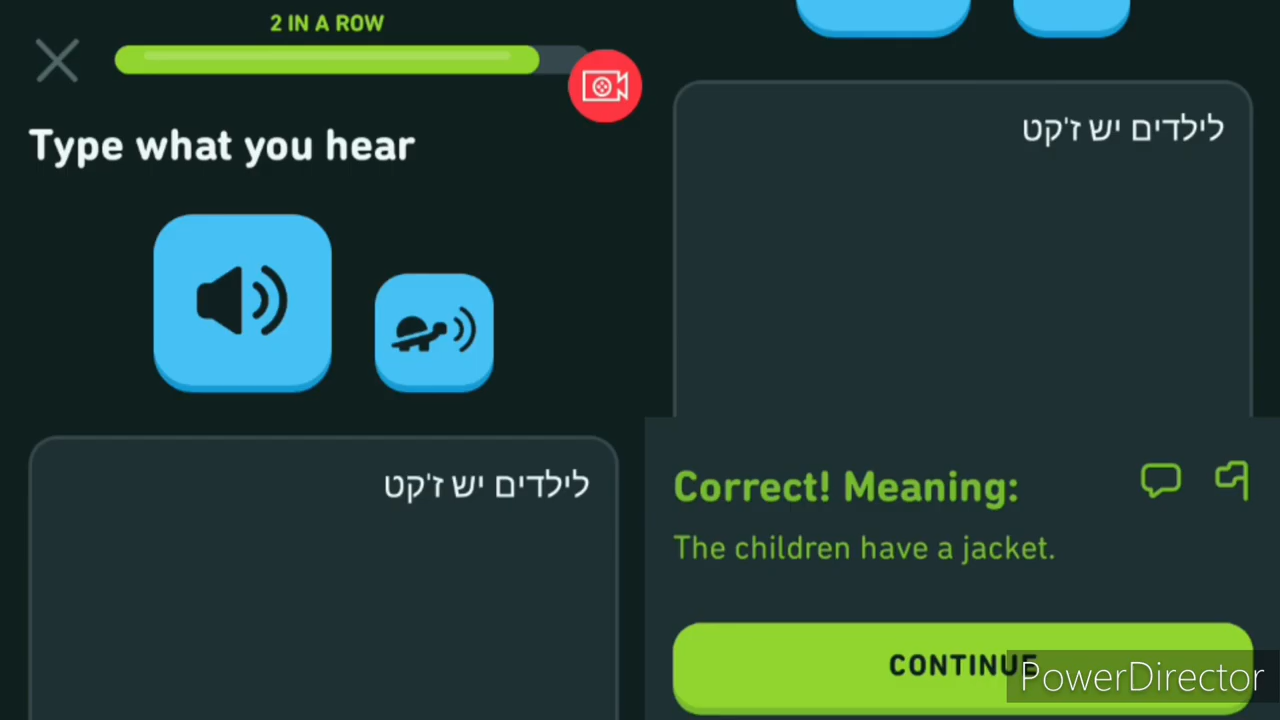 2 IN A ROW
Type what you hear
לילדים יש ז'קט
לילדים יש ז'קט
Correct! Meaning:
The children have a jacket.
CONTINUE
PowerDirector